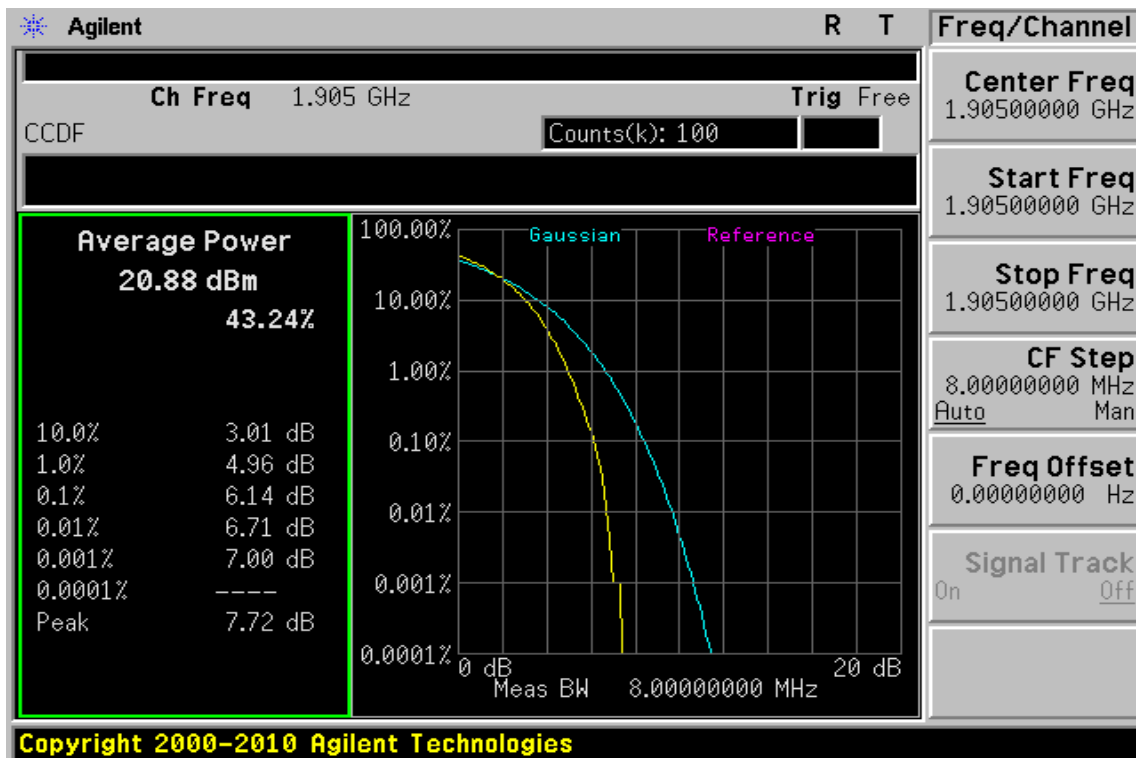 Agilent R T
Ch Freq 1.905 GHz Trig Free
CCDF Counts(k): 100
Average Power
20.88 dBm
43.24%
10.0% 3.01 dB
1.0% 4.96 dB
0.1% 6.14 dB
0.01% 6.71 dB
0.001% 7.00 dB
0.0001% ----
Peak 7.72 dB
100.00% Gaussian Reference
10.00%
1.00%
0.10%
0.01%
0.001%
0.0001%
0 dB 20 dB
Meas BW 8.00000000 MHz
Freq/Channel
Center Freq
1.90500000 GHz
Start Freq
1.90500000 GHz
Stop Freq
1.90500000 GHz
CF Step
8.00000000 MHz
Auto Man
Freq Offset
0.00000000 Hz
Signal Track
On Off
Copyright 2000-2010 Agilent Technologies